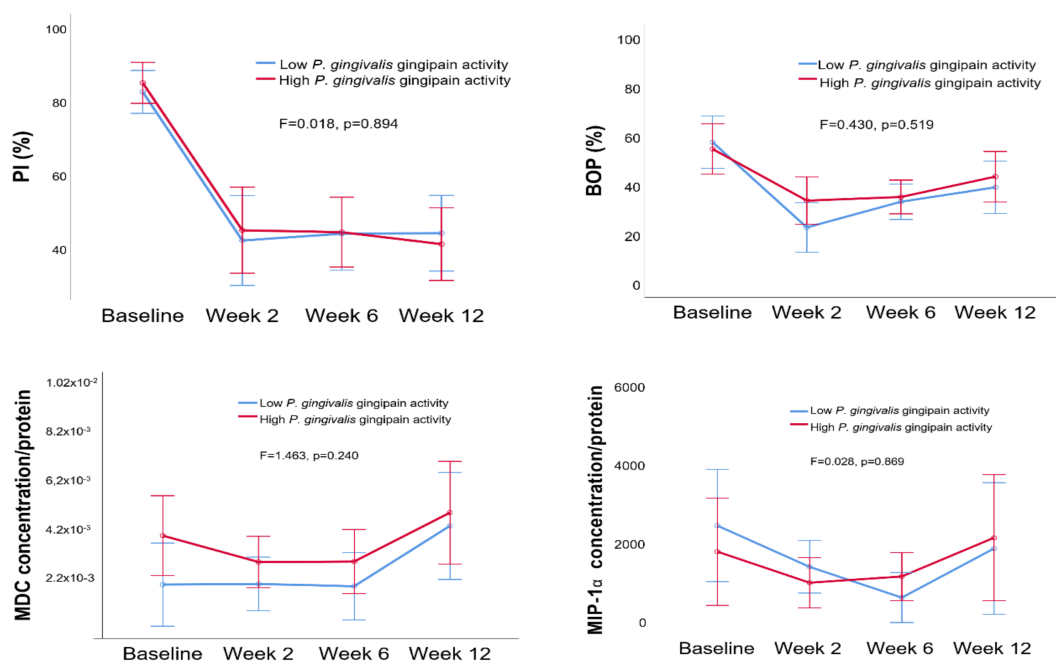 100
80
60
40
PI (%)
Low P. gingivalis gingipain activity
High P. gingivalis gingipain activity
F=0.018, p=0.894
Baseline Week 2 Week 6 Week 12
100
80
60
40
20
0
BOP (%)
Low P. gingivalis gingipain activity
High P. gingivalis gingipain activity
F=0.430, p=0.519
Baseline Week 2 Week 6 Week 12
1.02x10⁻²
8.2x10⁻³
6,2x10⁻³
4.2x10⁻³
2.2x10-³
MDC concentration/protein
Low P. gingivalis gingipain activity
High P. gingivalis gingipain activity
F=1.463, p=0.240
Baseline Week 2 Week 6 Week 12
6000
4000
2000
0
MIP-1α concentration/protein
Low P. gingivalis gingipain activity
High P. gingivalis gingipain activity
F=0.028, p=0.869
Baseline Week 2 Week 6 Week 12